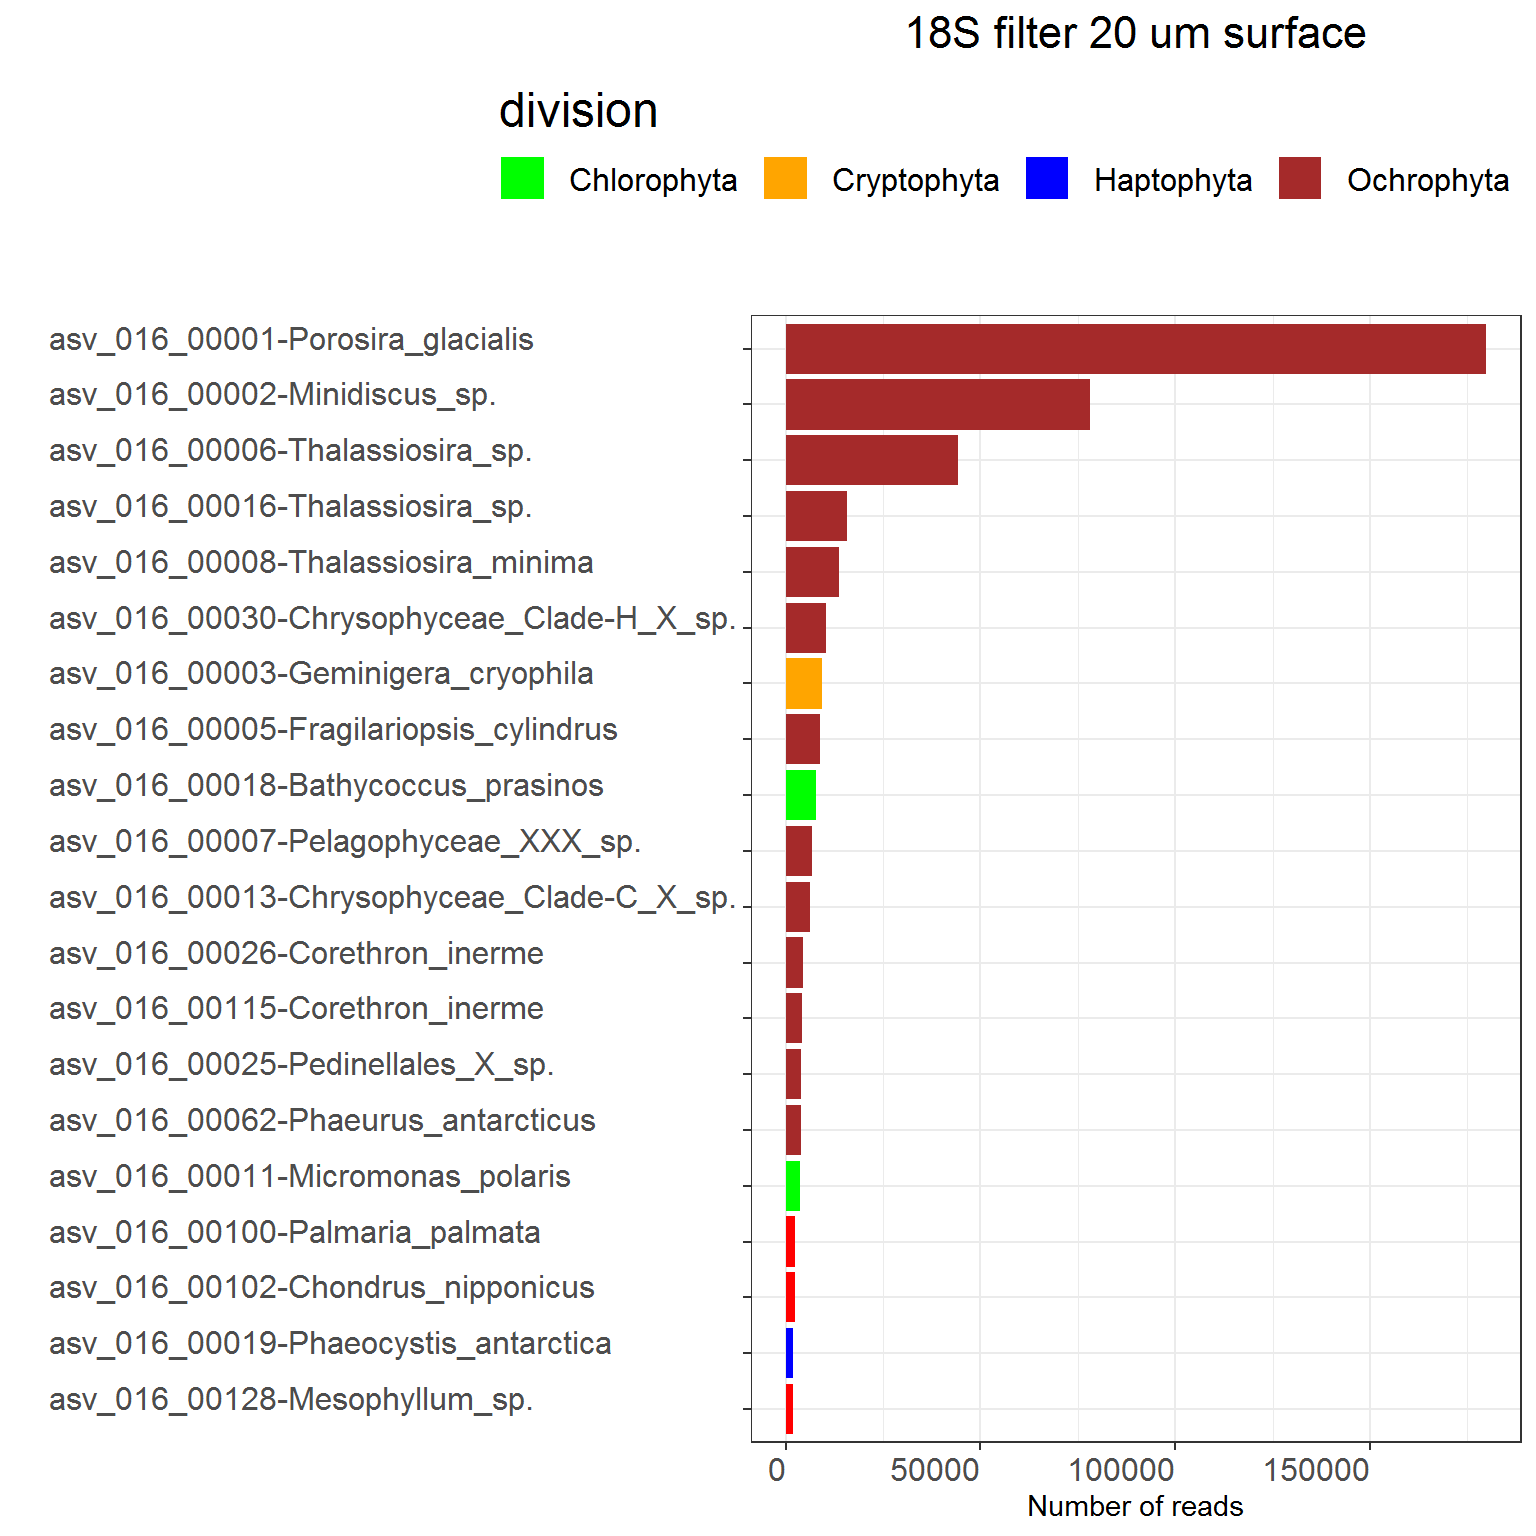 18S filter 20 um surface
division
Chlorophyta Cryptophyta Haptophyta Ochrophyta
asv_016_00001-Porosira_glacialis
asv_016_00002-Minidiscus_sp.
asv_016_00006-Thalassiosira_sp.
asv_016_00016-Thalassiosira_sp.
asv_016_00008-Thalassiosira_minima
asv_016_00030-Chrysophyceae_Clade-H_X_sp.
asv_016_00003-Geminigera_cryophila
asv_016_00005-Fragilariopsis_cylindrus
asv_016_00018-Bathycoccus_prasinos
asv_016_00007-Pelagophyceae_XXX_sp.
asv_016_00013-Chrysophyceae_Clade-C_X_sp.
asv_016_00026-Corethron_inerme
asv_016_00115-Corethron_inerme
asv_016_00025-Pedinellales_X_sp.
asv_016_00062-Phaeurus_antarcticus
asv_016_00011-Micromonas_polaris
asv_016_00100-Palmaria_palmata
asv_016_00102-Chondrus_nipponicus
asv_016_00019-Phaeocystis_antarctica
asv_016_00128-Mesophyllum_sp.
0 50000 100000 150000
Number of reads